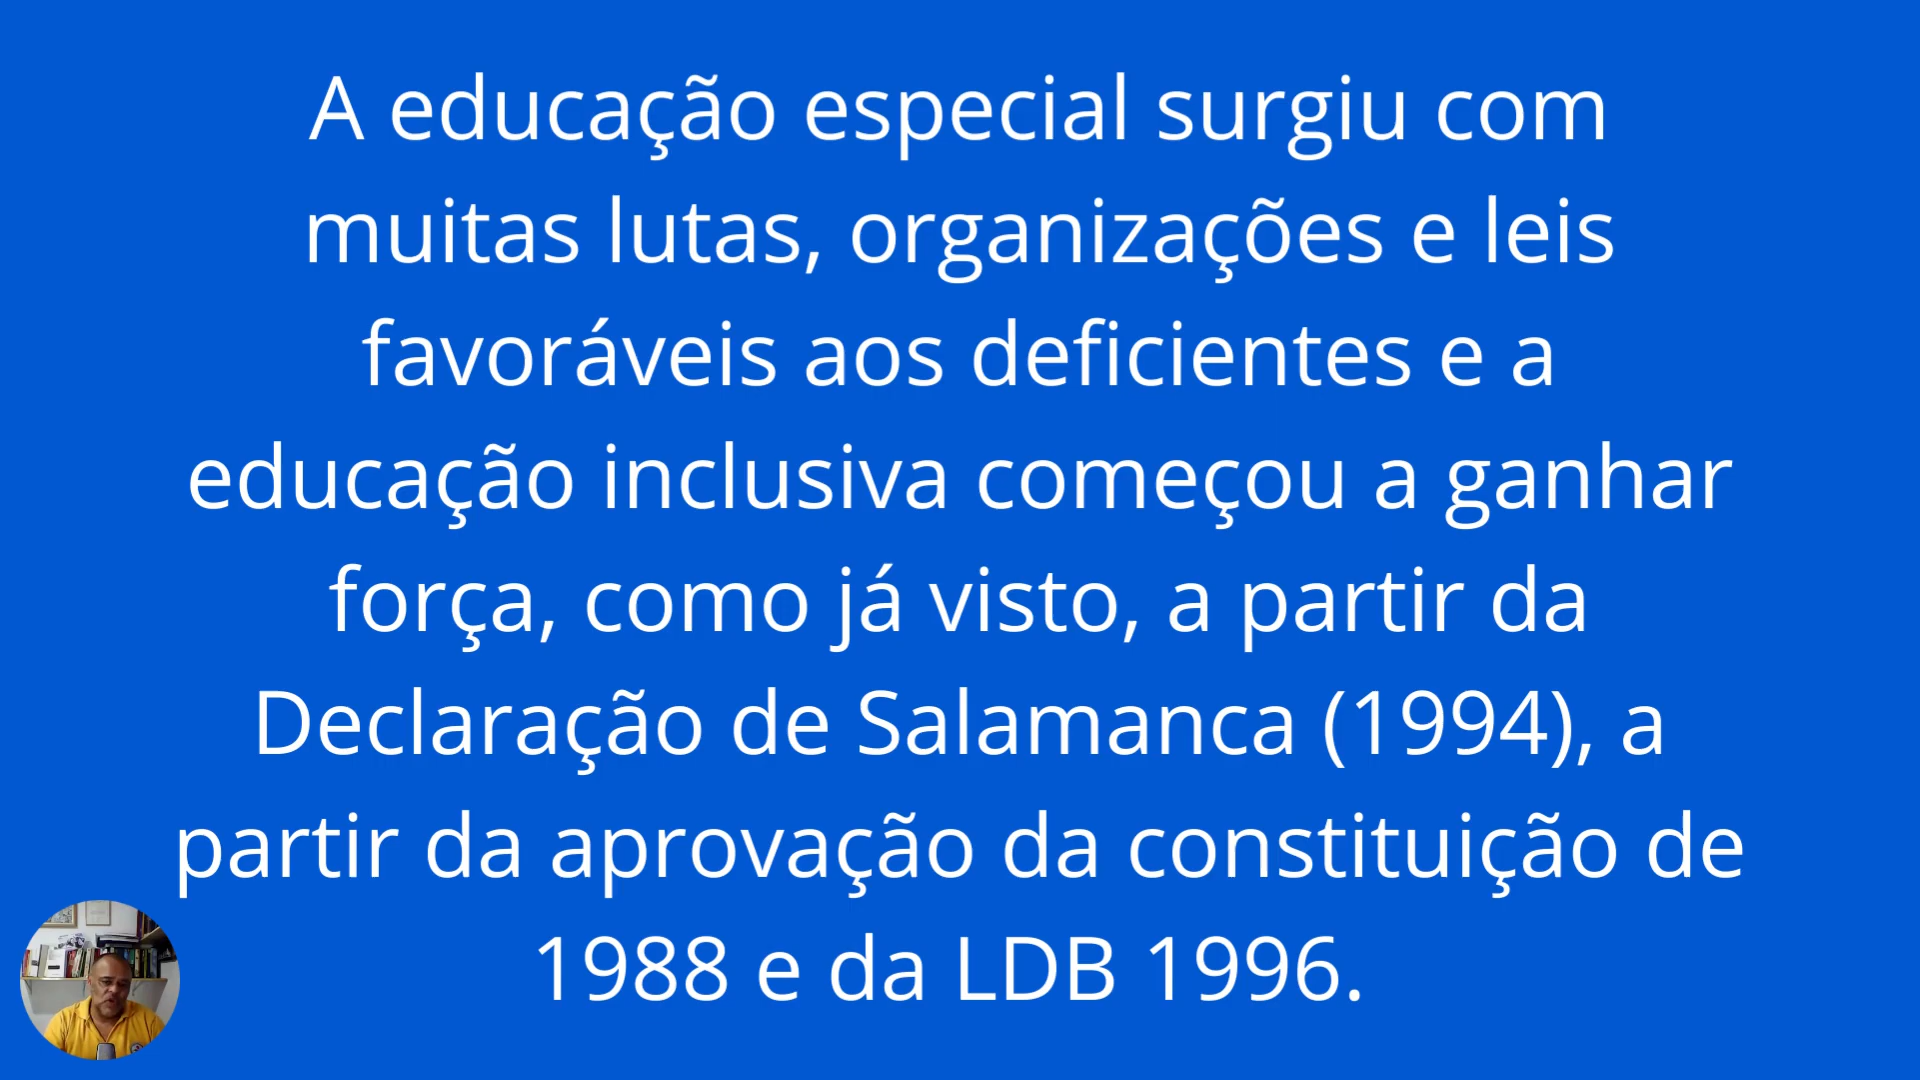 A educação especial surgiu com
muitas lutas, organizações e leis
favoráveis aos deficientes e a
educação inclusiva começou a ganhar
força, como já visto, a partir da
Declaração de Salamanca (1994), a
partir da aprovação da constituição de
1988 e da LDB 1996.